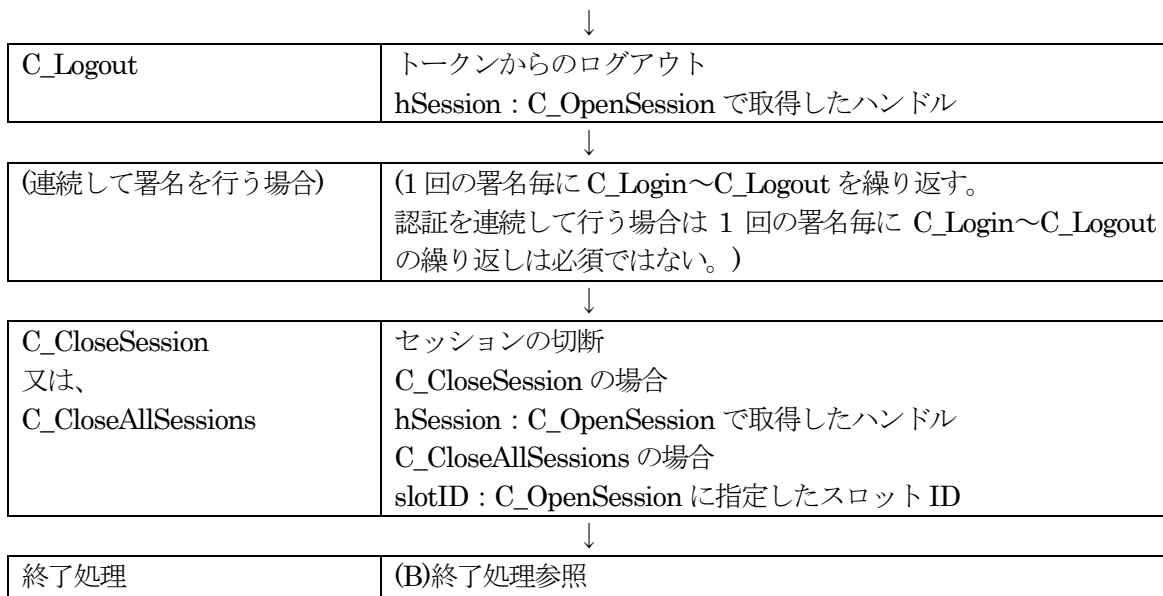 ↓
C_Logout
トークンからのログアウト
hSession：C_OpenSession で取得したハンドル
↓
(連続して署名を行う場合)
(1 回の署名毎に C_Login～C_Logout を繰り返す。
認証を連続して行う場合は 1 回の署名毎に C_Login～C_Logout
の繰り返しは必須ではない。)
↓
C_CloseSession
又は、
C_CloseAllSessions
セッションの切断
C_CloseSession の場合
hSession：C_OpenSession で取得したハンドル
C_CloseAllSessions の場合
slotID：C_OpenSession に指定したスロット ID
↓
終了処理
(B)終了処理参照